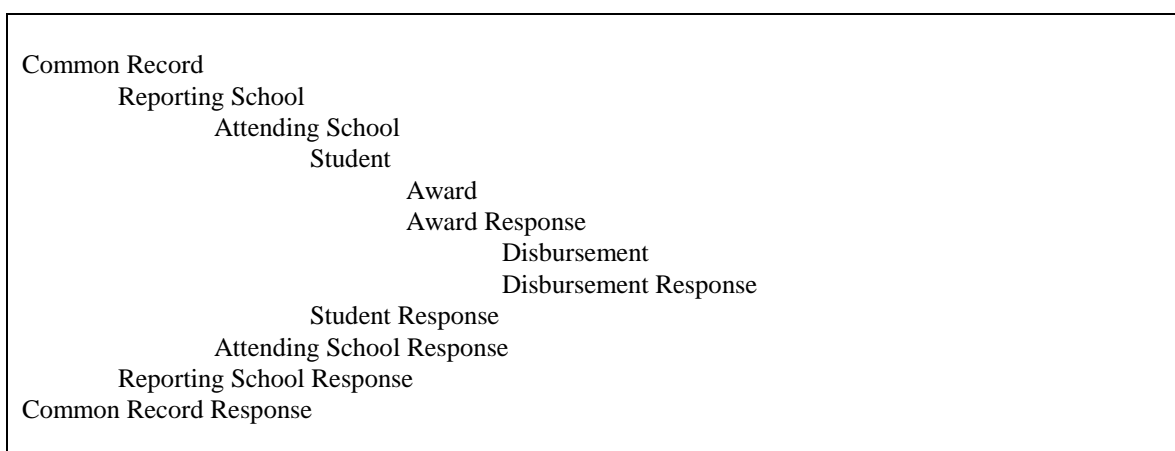 Common Record
Reporting School
Attending School
Student
Award
Award Response
Disbursement
Disbursement Response
Student Response
Attending School Response
Reporting School Response
Common Record Response